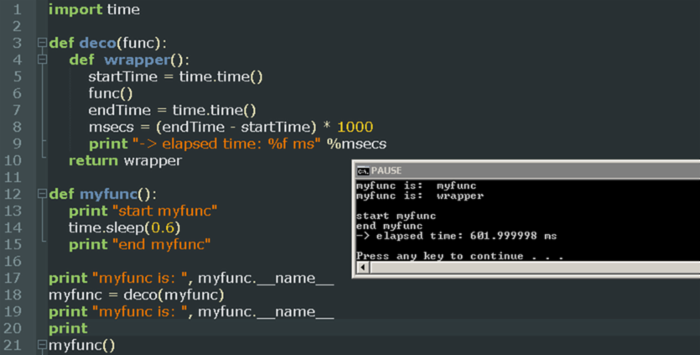 1 import time
2
3 def deco(func):
4     def  wrapper():
5         startTime = time.time()
6         func()
7         endTime = time.time()
8         msecs = (endTime - startTime) * 1000
9         print "-> elapsed time: %f ms" %msecs
10     return wrapper
11
12 def myfunc():
13     print "start myfunc"
14     time.sleep(0.6)
15     print "end myfunc"
16
17 print "myfunc is: ", myfunc.__name__
18 myfunc = deco(myfunc)
19 print "myfunc is: ", myfunc.__name__
20 print
21 myfunc()
C:\ PAUSE
myfunc is:  myfunc
myfunc is:  wrapper

start myfunc
end myfunc
-> elapsed time: 601.999998 ms

Press any key to continue . . .